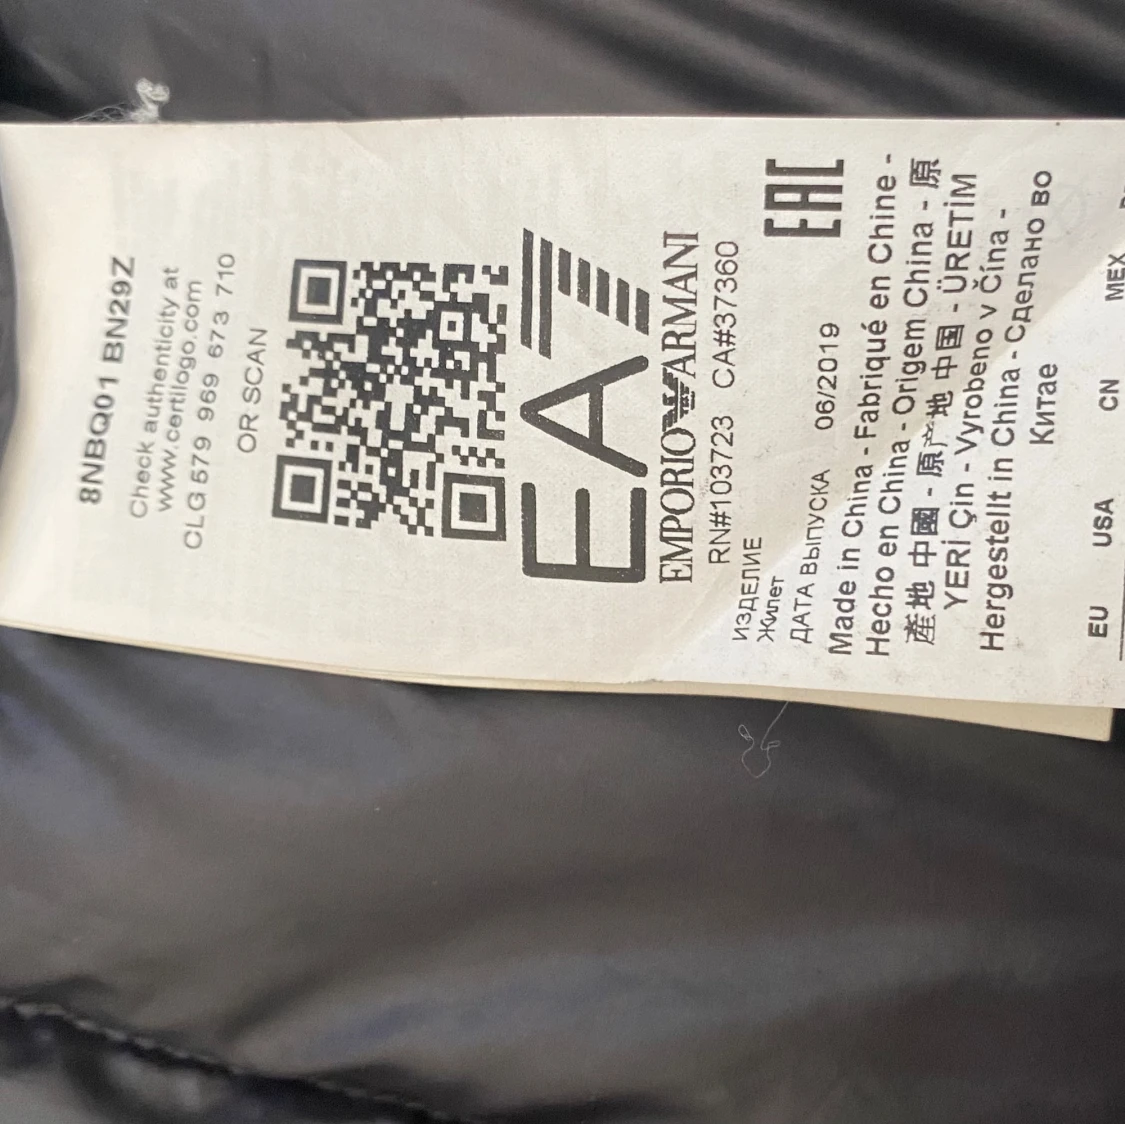 8NBQ01 BN29Z
Check authenticity at
www.certilogo.com
CLG 579 969 673 710
OR SCAN
EA7
EMPORIO ARMANI
RN#103723 CA#37360
ИЗДЕЛИЕ
Жилет
EAC
ДАТА ВЫПУСКА 06/2019
Made in China - Fabriqué en Chine -
Hecho en China - Origem China - 原
產地 中國 - 原产地 中国 - ÜRETİM
YERİ Çin - Vyrobeno v Čína -
Hergestellt in China - Сделано во
Китае
EU USA CN MEX